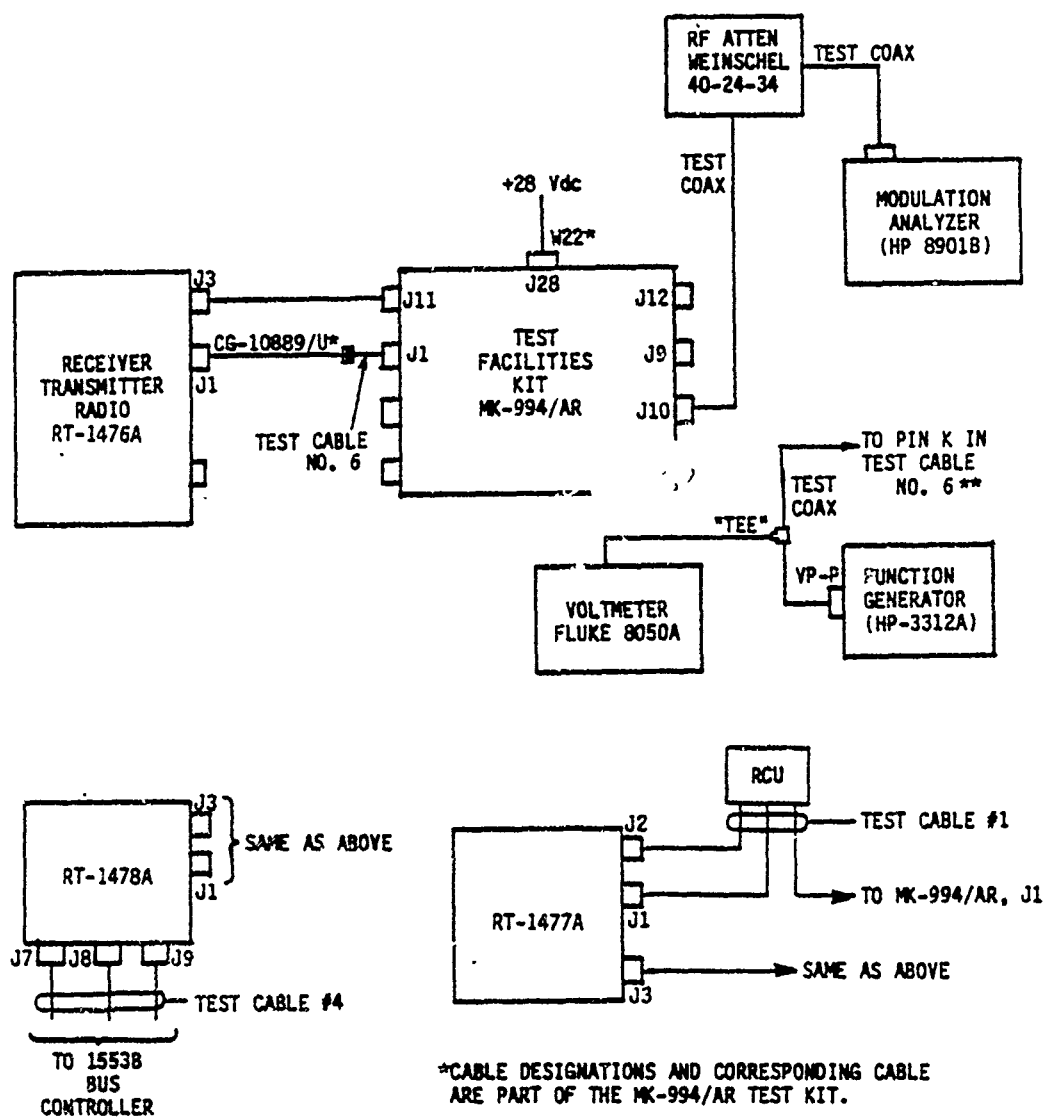 RF ATTEN
WEINSCHEL
40-24-34
TEST COAX
TEST
COAX
MODULATION
ANALYZER
(HP 8901B)
+28 Vdc
W22*
J28
J3
J11
J12
CG-10889/U*
J1
J1
J9
J10
RECEIVER
TRANSMITTER
RADIO
RT-1476A
TEST
FACILITIES
KIT
MK-994/AR
TEST CABLE
NO. 6
TO PIN K IN
TEST CABLE
NO. 6**
TEST
COAX
"TEE"
VP-P
FUNCTION
GENERATOR
(HP-3312A)
VOLTMETER
FLUKE 8050A
J3
SAME AS ABOVE
RT-1478A
J1
J7
J8
J9
TEST CABLE #4
TO 1553B
BUS
CONTROLLER
RCU
TEST CABLE #1
J2
TO MK-994/AR, J1
RT-1477A
J1
SAME AS ABOVE
J3
*CABLE DESIGNATIONS AND CORRESPONDING CABLE
ARE PART OF THE MK-994/AR TEST KIT.